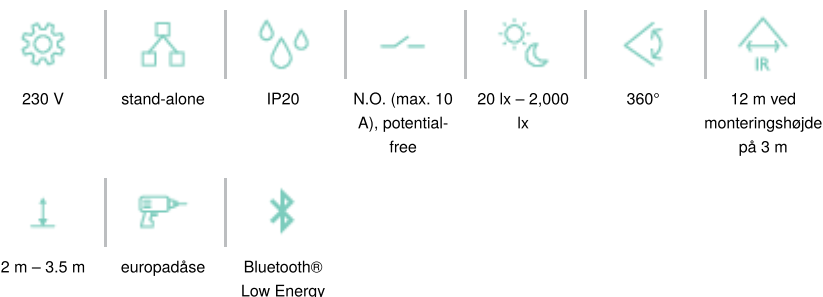 IR
230 V
stand-alone
IP20
N.O. (max. 10
A), potential-
free
20 lx – 2,000
lx
360°
12 m ved
monteringshøjde
på 3 m
2 m – 3.5 m
europadåse
Bluetooth®
Low Energy